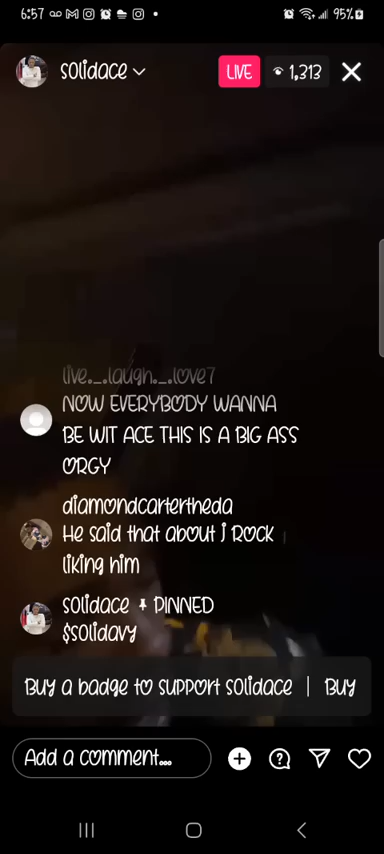 6:57
95%
solidace
LIVE
1,313
live._.laugh._.love7
NOW EVERYBODY WANNA
BE WIT ACE THIS IS A BIG ASS
ORGY
diamondcartertheda
He said that about J Rock
liking him
solidace PINNED
$solidavy
Buy a badge to support solidace | Buy
Add a comment...